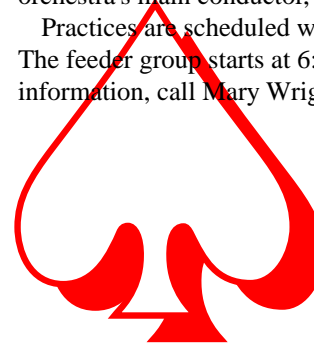 orchestra's main conductor,
Practices are scheduled w
The feeder group starts at 6:
information, call Mary Wrig